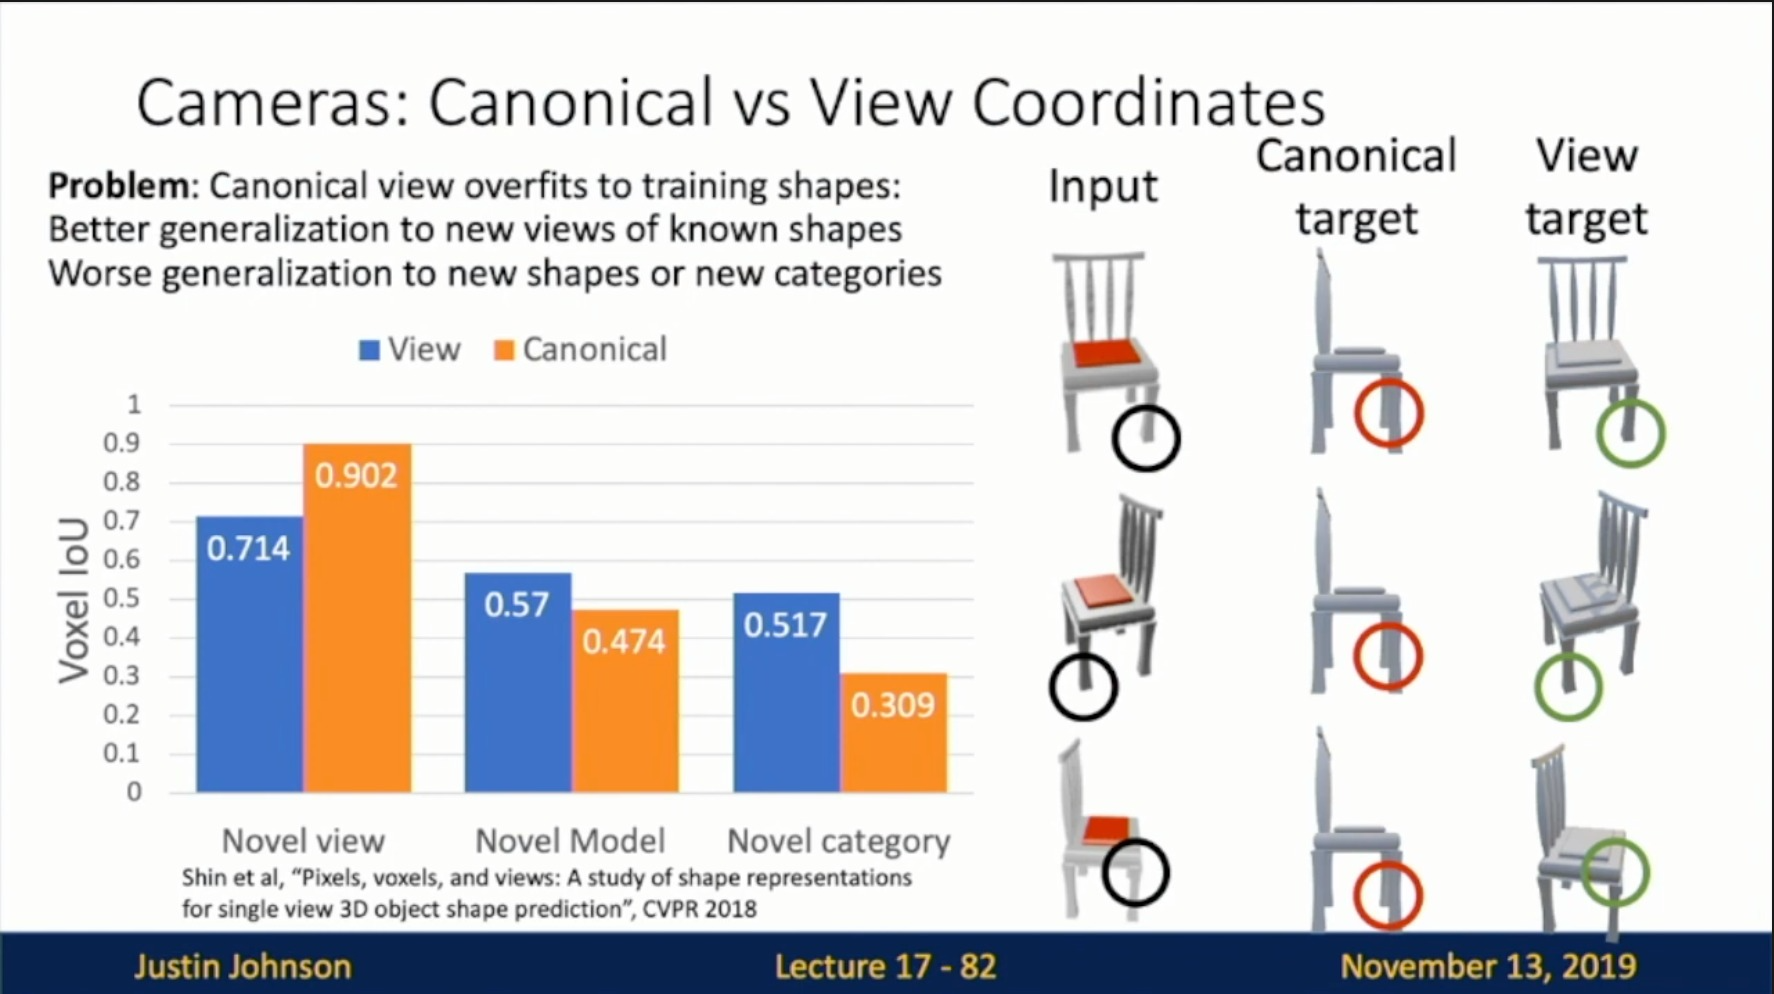 Cameras: Canonical vs View Coordinates
Problem: Canonical view overfits to training shapes:
Better generalization to new views of known shapes
Worse generalization to new shapes or new categories
View
Canonical
Voxel IoU
1
0.9
0.8
0.7
0.6
0.5
0.4
0.3
0.2
0.1
0
0.714
0.902
0.57
0.474
0.517
0.309
Novel view
Novel Model
Novel category
Shin et al, “Pixels, voxels, and views: A study of shape representations
for single view 3D object shape prediction”, CVPR 2018
Input
Canonical
target
View
target
Justin Johnson
Lecture 17 - 82
November 13, 2019